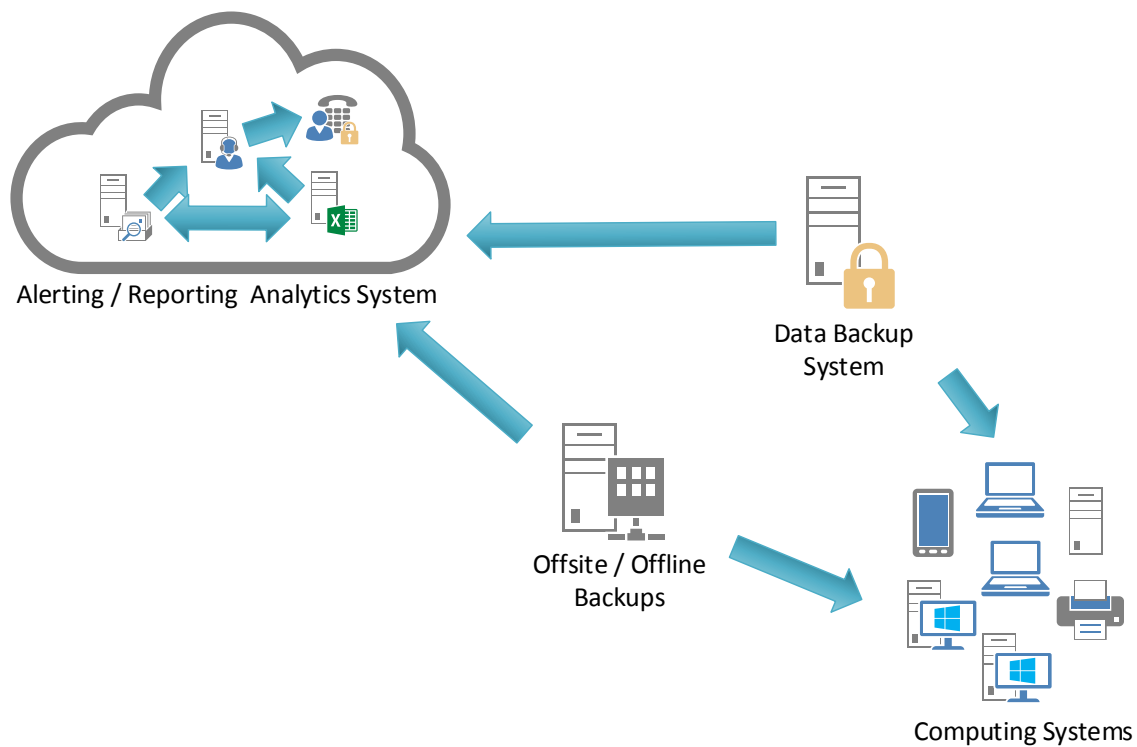 Alerting / Reporting  Analytics System
Data Backup
System
Offsite / Offline
Backups
Computing Systems
X